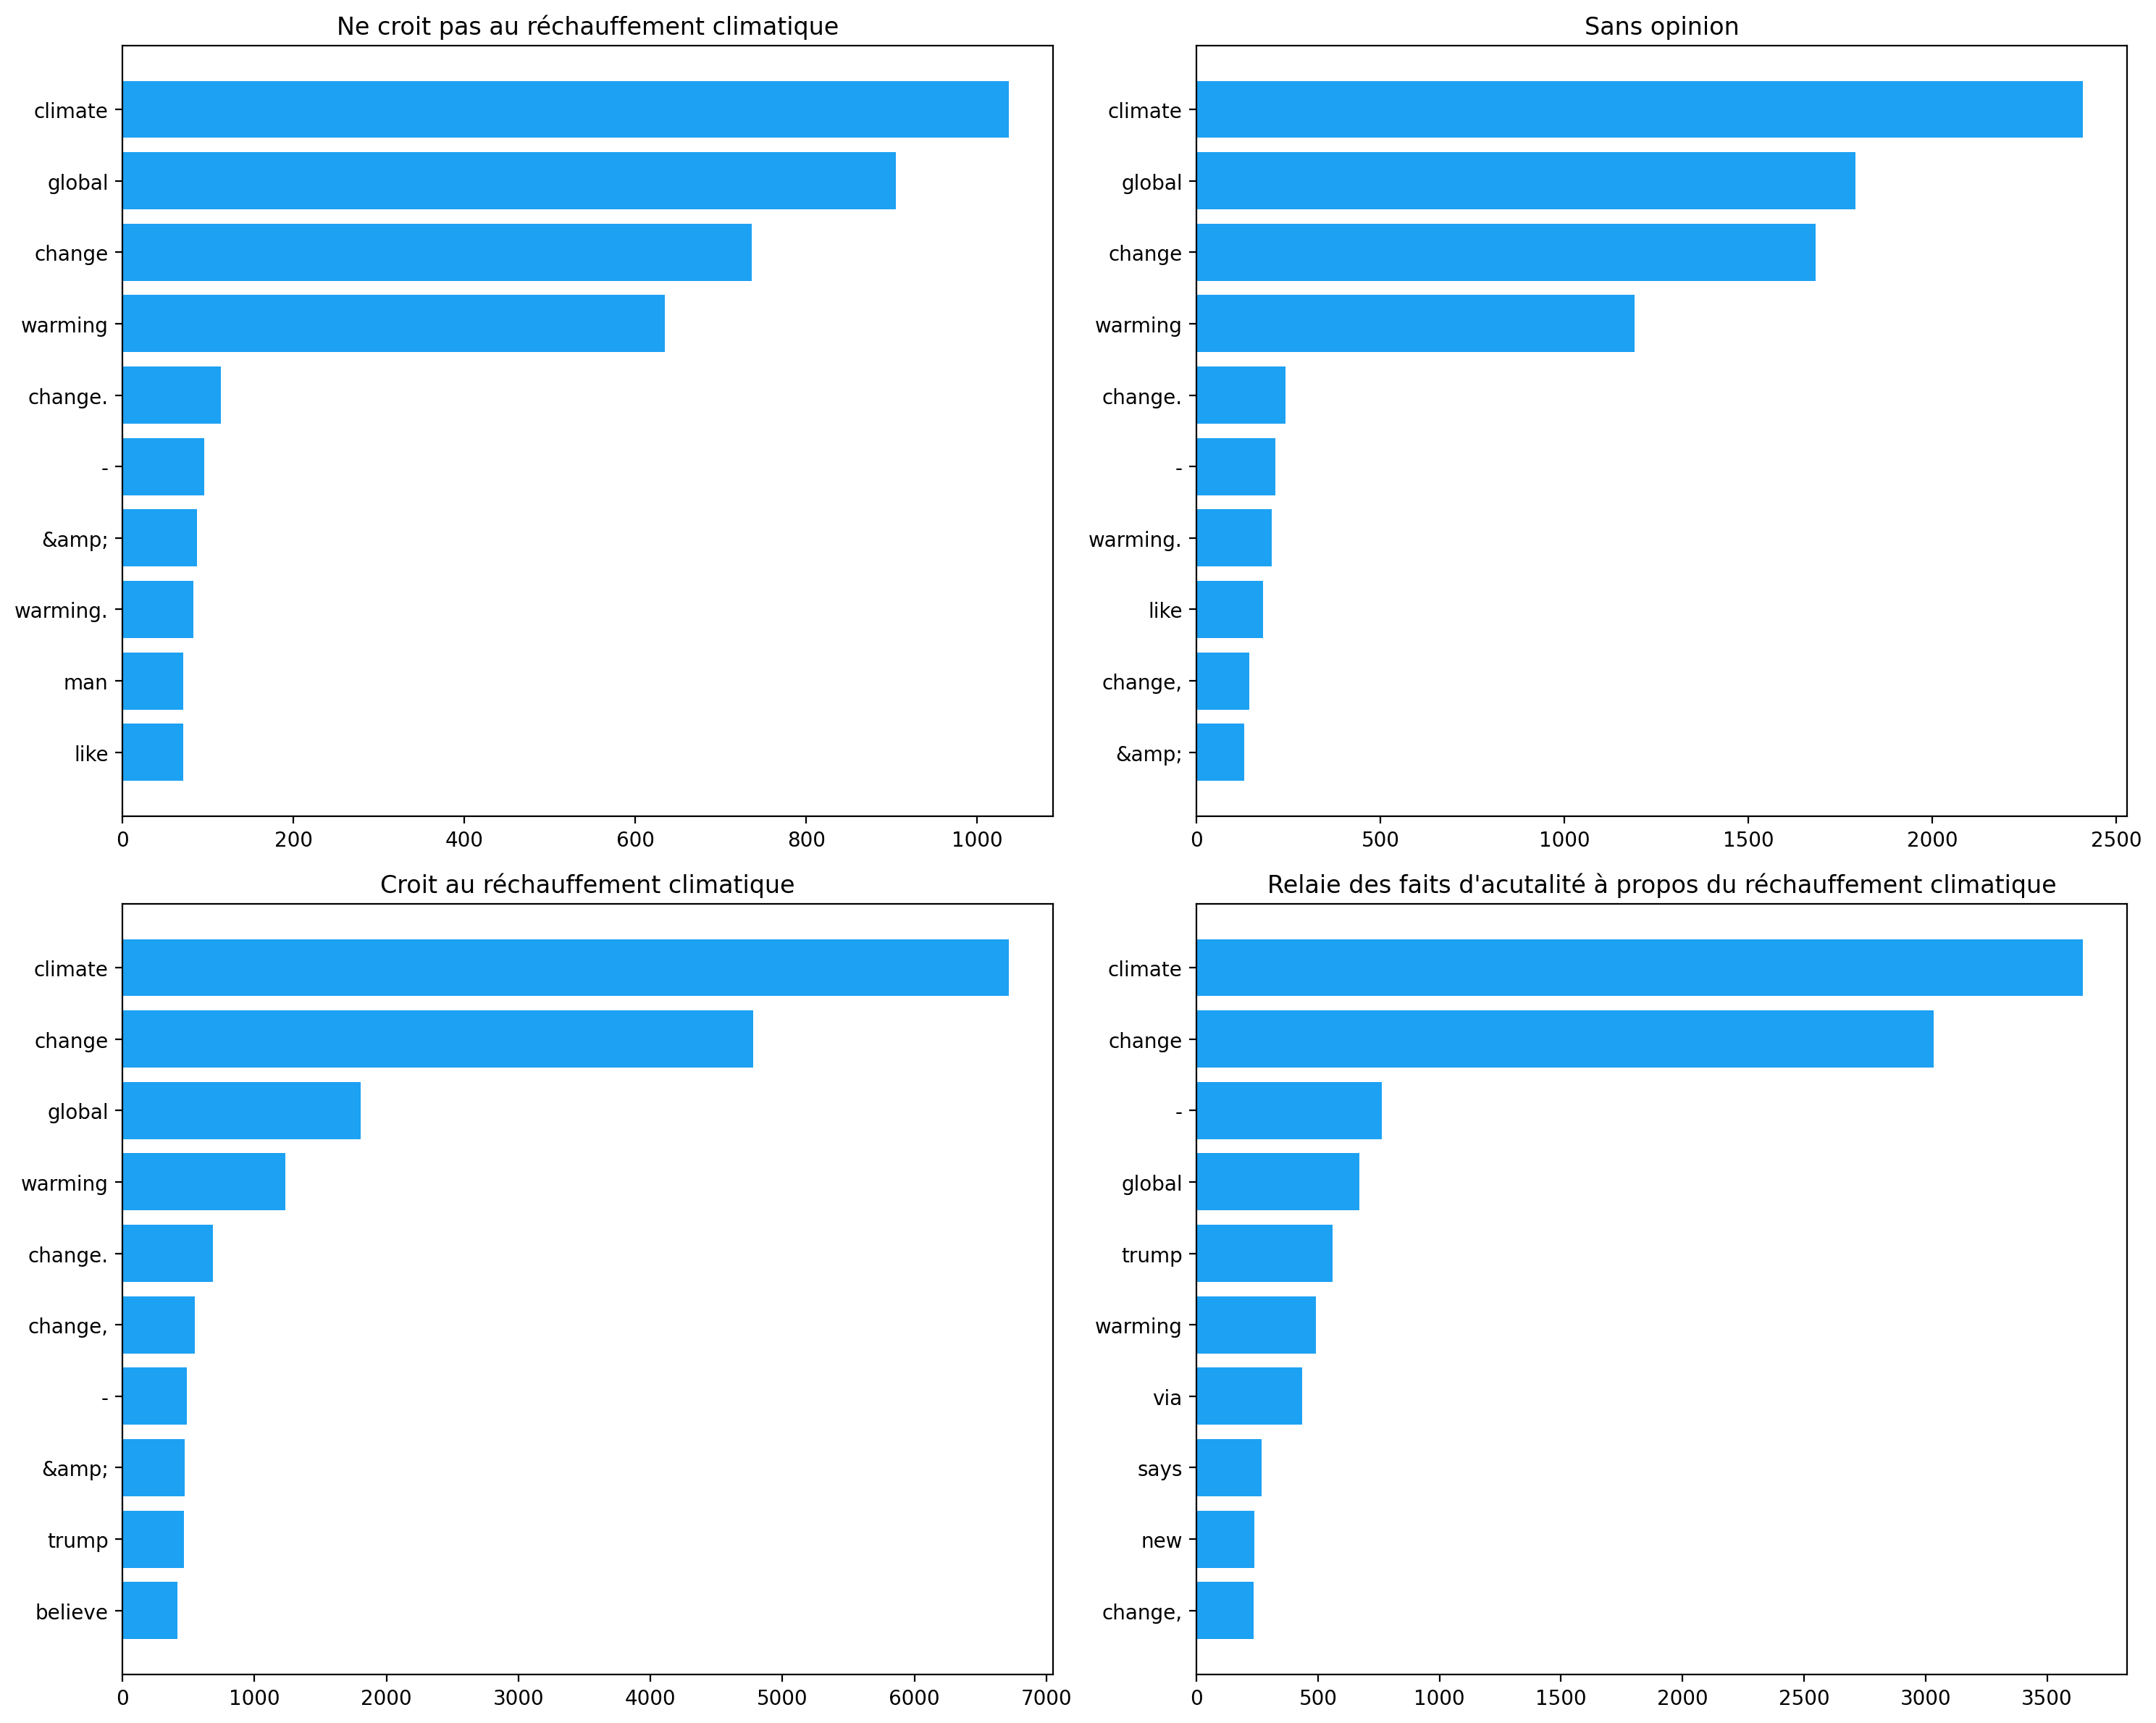 Ne croit pas au réchauffement climatique
climate
global
change
warming
change.
-
&amp;
warming.
man
like
0 200 400 600 800 1000
Sans opinion
climate
global
change
warming
change.
-
warming.
like
change,
&amp;
0 500 1000 1500 2000 2500
Croit au réchauffement climatique
climate
change
global
warming
change.
change,
-
&amp;
trump
believe
0 1000 2000 3000 4000 5000 6000 7000
Relaie des faits d'acutalité à propos du réchauffement climatique
climate
change
-
global
trump
warming
via
says
new
change,
0 500 1000 1500 2000 2500 3000 3500